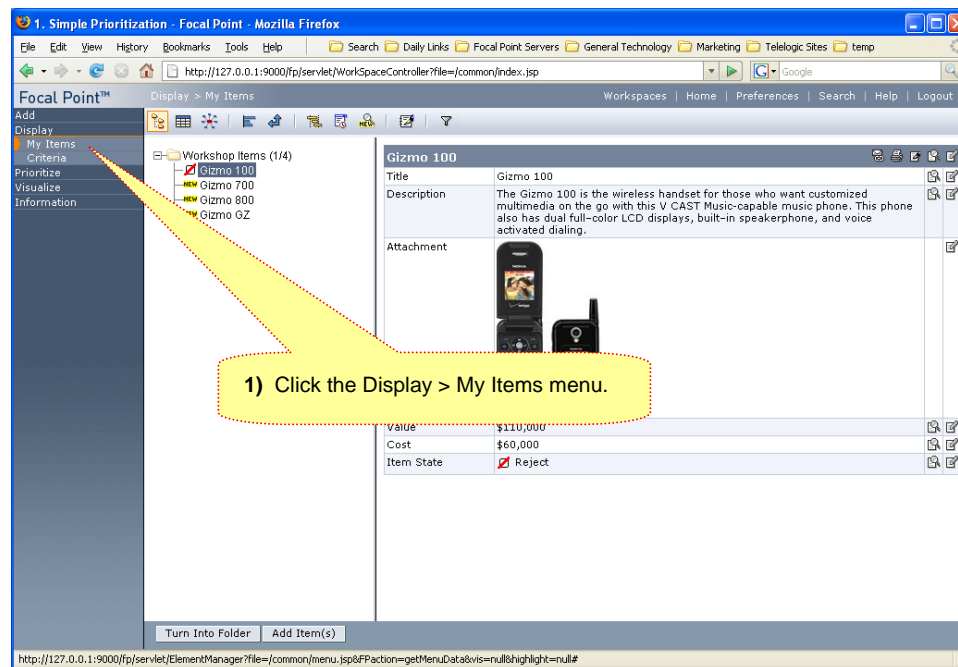 1. Simple Prioritization - Focal Point - Mozilla Firefox
File Edit View History Bookmarks Tools Help Search Daily Links Focal Point Servers General Technology Marketing Telelogic Sites temp
http://127.0.0.1:9000/fp/servlet/WorkSpaceController?file=/common/index.jsp
G Google
Focal Point™ Display > My Items Workspaces | Home | Preferences | Search | Help | Logout
Add
Display
My Items
Criteria
Prioritize
Visualize
Information
NEW
Workshop Items (1/4)
Gizmo 100
NEW Gizmo 700
NEW Gizmo 800
NEW Gizmo GZ
Gizmo 100
Title Gizmo 100
Description The Gizmo 100 is the wireless handset for those who want customized
multimedia on the go with this V CAST Music-capable music phone. This phone
also has dual full-color LCD displays, built-in speakerphone, and voice
activated dialing.
Attachment
1) Click the Display > My Items menu.
Value $110,000
Cost $60,000
Item State Reject
Turn Into Folder Add Item(s)
http://127.0.0.1:9000/fp/servlet/ElementManager?file=/common/menu.jsp&FPaction=getMenuData&vis=null&highlight=null#